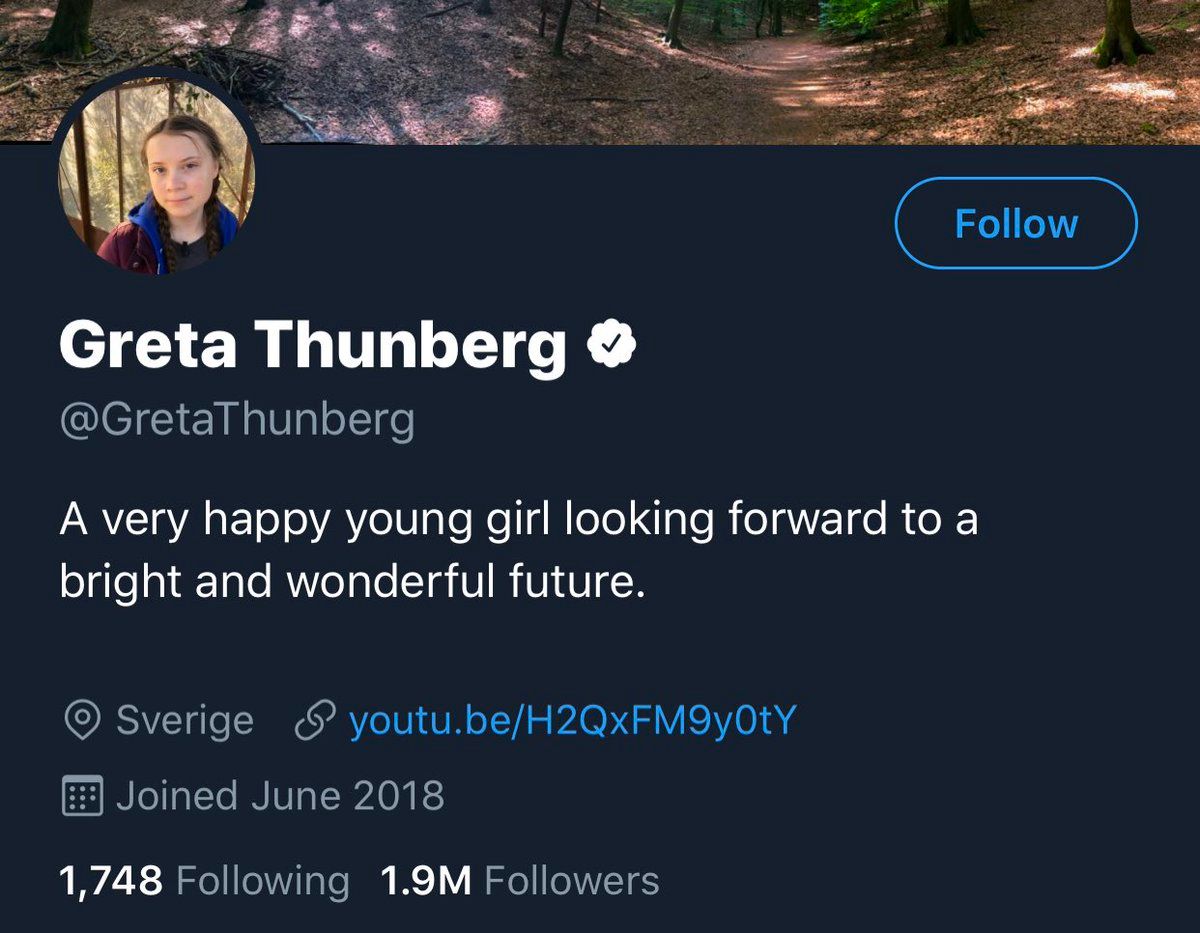 Follow
Greta Thunberg
@GretaThunberg
A very happy young girl looking forward to a
bright and wonderful future.
Sverige youtu.be/H2QxFM9y0tY
Joined June 2018
1,748 Following 1.9M Followers